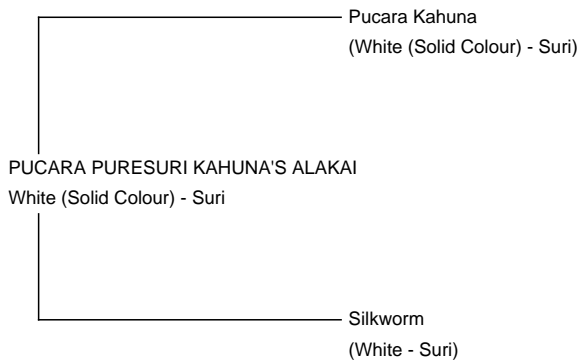 Pucara Kahuna
(White (Solid Colour) - Suri)
PUCARA PURESURI KAHUNA'S ALAKAI
White (Solid Colour) - Suri
Silkworm
(White - Suri)